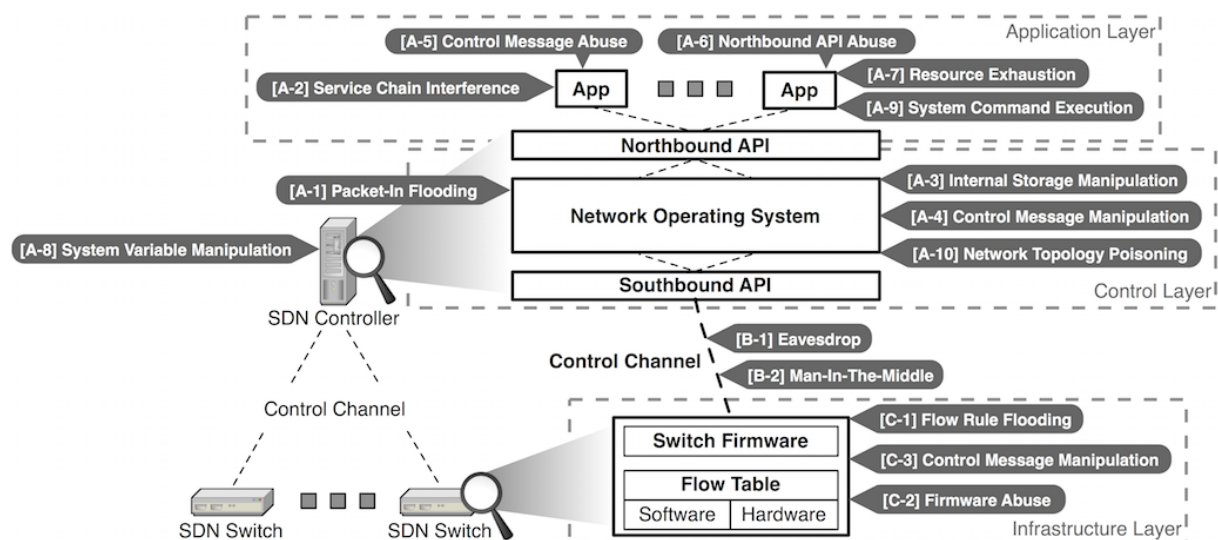 Application Layer
[A-5] Control Message Abuse
[A-6] Northbound API Abuse
[A-2] Service Chain Interference
App
App
[A-7] Resource Exhaustion
[A-9] System Command Execution
Northbound API
[A-1] Packet-In Flooding
Network Operating System
[A-3] Internal Storage Manipulation
[A-4] Control Message Manipulation
[A-10] Network Topology Poisoning
[A-8] System Variable Manipulation
Southbound API
Control Layer
SDN Controller
[B-1] Eavesdrop
Control Channel
[B-2] Man-In-The-Middle
Control Channel
[C-1] Flow Rule Flooding
Switch Firmware
[C-3] Control Message Manipulation
Flow Table
[C-2] Firmware Abuse
Software
Hardware
SDN Switch
SDN Switch
Infrastructure Layer